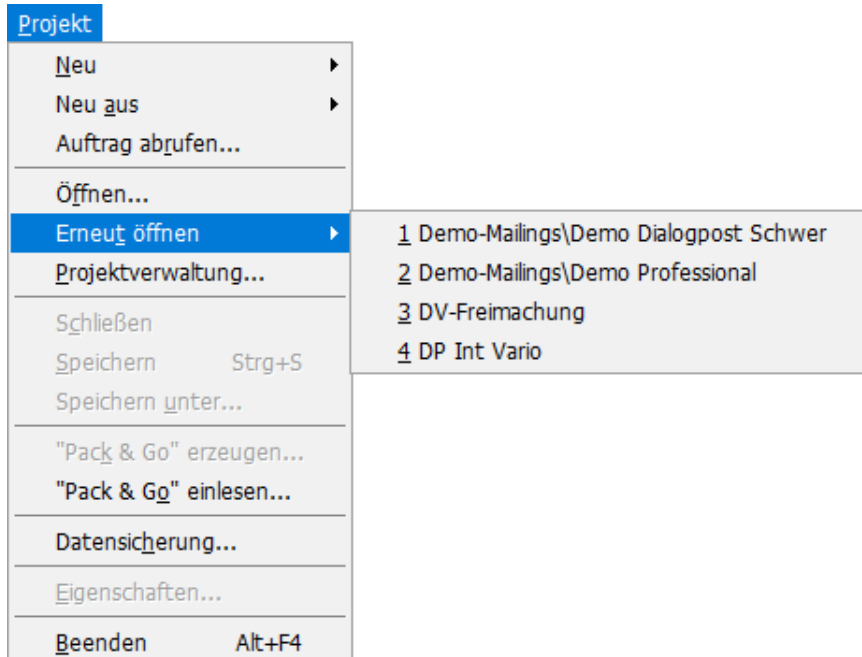 Projekt
Neu
Neu aus
Auftrag abrufen...
Öffnen...
Erneut öffnen
1 Demo-Mailings\Demo Dialogpost Schwer
2 Demo-Mailings\Demo Professional
3 DV-Freimachung
4 DP Int Vario
Projektverwaltung...
Schließen
Speichern Strg+S
Speichern unter...
"Pack & Go" erzeugen...
"Pack & Go" einlesen...
Datensicherung...
Eigenschaften...
Beenden Alt+F4